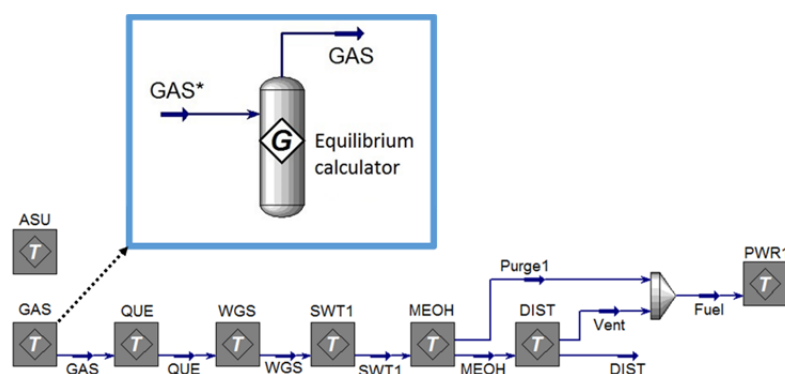 GAS
GAS*
G
Equilibrium
calculator
ASU
T
PWR1
T
Purge1
GAS
QUE
WGS
SWT1
MEOH
DIST
T
T
T
T
T
T
Vent
Fuel
GAS
QUE
WGS
SWT1
MEOH
DIST